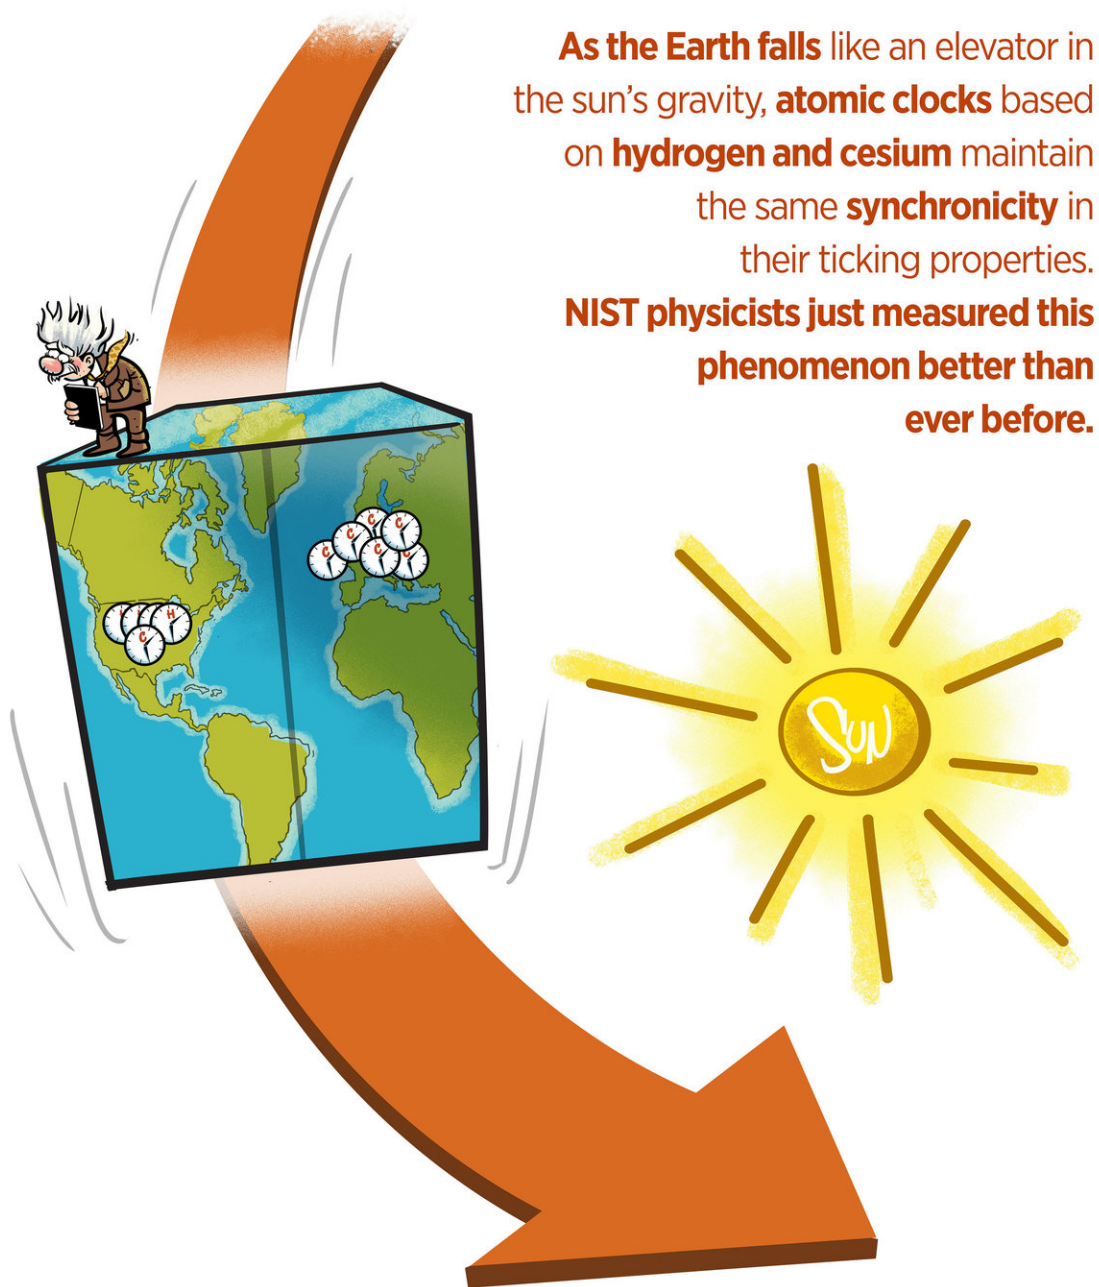 As the Earth falls like an elevator in
the sun's gravity, atomic clocks based
on hydrogen and cesium maintain
the same synchronicity in
their ticking properties.
NIST physicists just measured this
phenomenon better than
ever before.
C
C
C
C
C
H
C
SUN